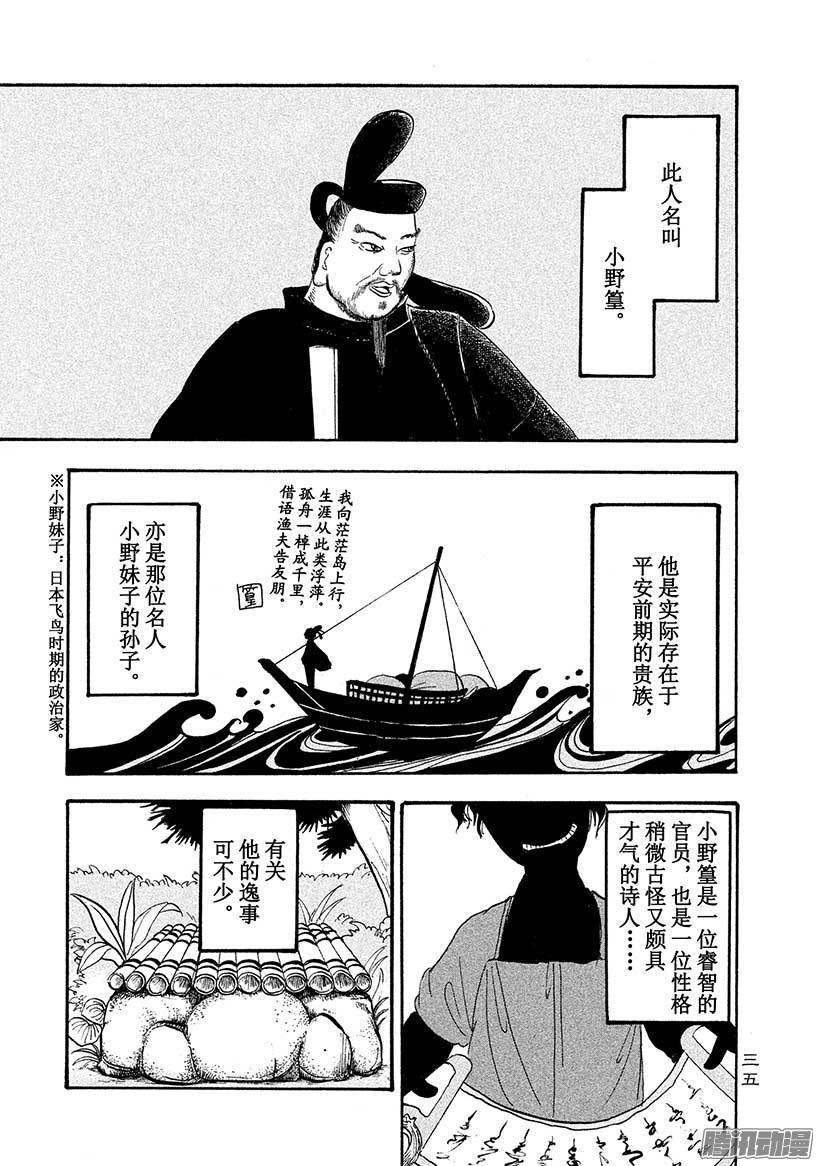 此人名叫
小野篁。
他是实际存在于
平安前期的贵族，
我向茫茫岛上行，
生涯从此类浮萍。
孤舟一棹成千里，
借语渔夫告友朋。
篁
亦是那位名人
小野妹子的孙子。
※小野妹子：日本飞鸟时期的政治家。
小野篁是一位睿智的
官员，也是一位性格
稍微古怪又颇具
才气的诗人……
有关
他的逸事
可不少。
三五
腾讯动漫